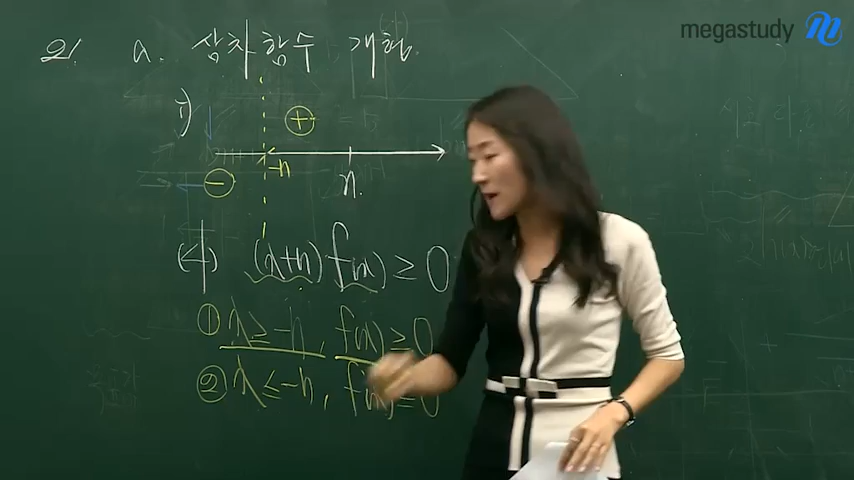 megastudy
21. a. 삼차함수 개형.
i) ⊕
-n n
⊖
(나) (x+n)f(x) ≥ 0
① x ≥ -n, f(x) ≥ 0
② x ≤ -n, f(x) ≤ 0